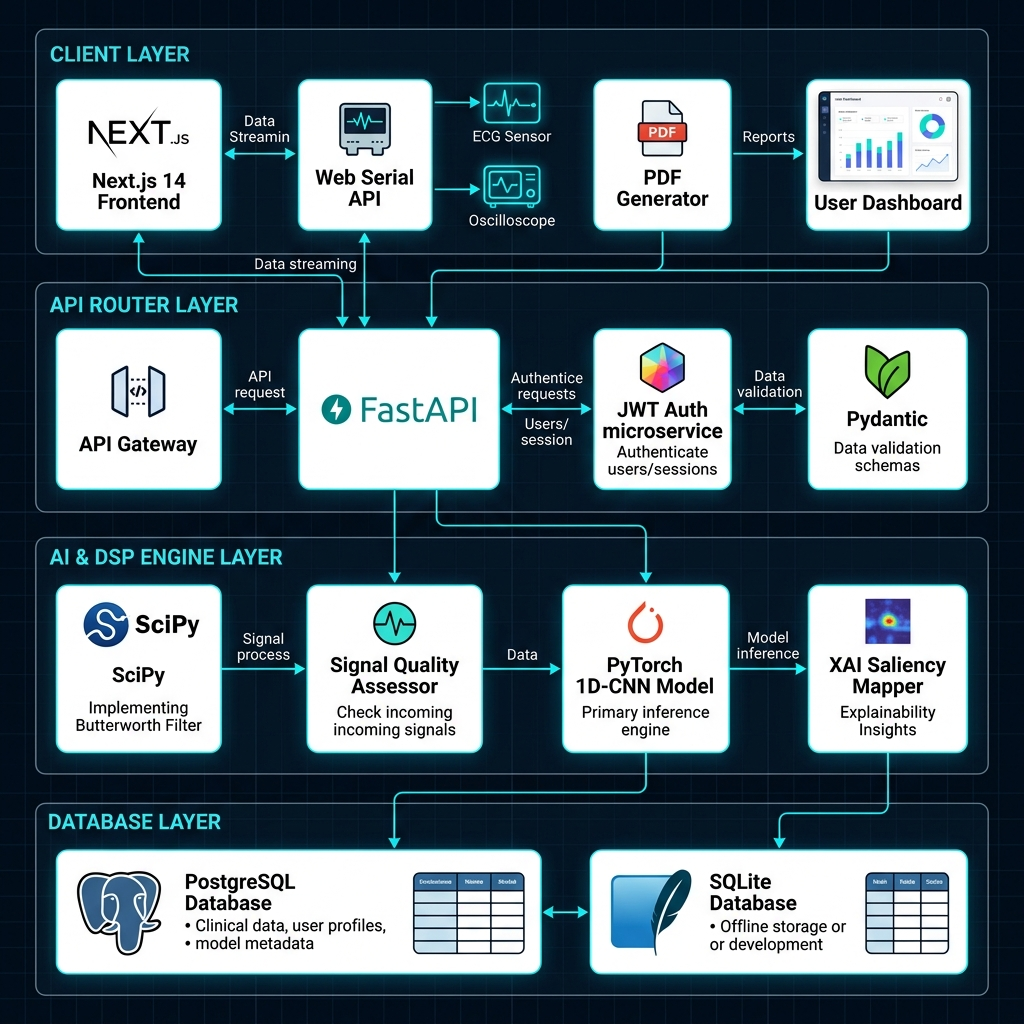 CLIENT LAYER
NEXT.JS
Next.js 14
Frontend
Data
Streamin
Web Serial
API
ECG Sensor
Oscilloscope
PDF
PDF
Generator
Reports
User Dashboard
Data streaming
API ROUTER LAYER
API Gateway
API
request
FastAPI
Authentice
requests
Users/
session
JWT Auth
microservice
Authenticate
users/sessions
Data
validation
Pydantic
Data validation
schemas
AI & DSP ENGINE LAYER
SciPy
SciPy
Implementing
Butterworth Filter
Signal
process
Signal Quality
Assessor
Check incoming
incoming signals
Data
PyTorch
1D-CNN Model
Primary inference
engine
Model
inference
XAI Saliency
Mapper
Explainability
Insights
DATABASE LAYER
PostgreSQL
Database
• Clinical data, user profiles,
• model metadata
SQLite
Database
• Offline storage or
or development